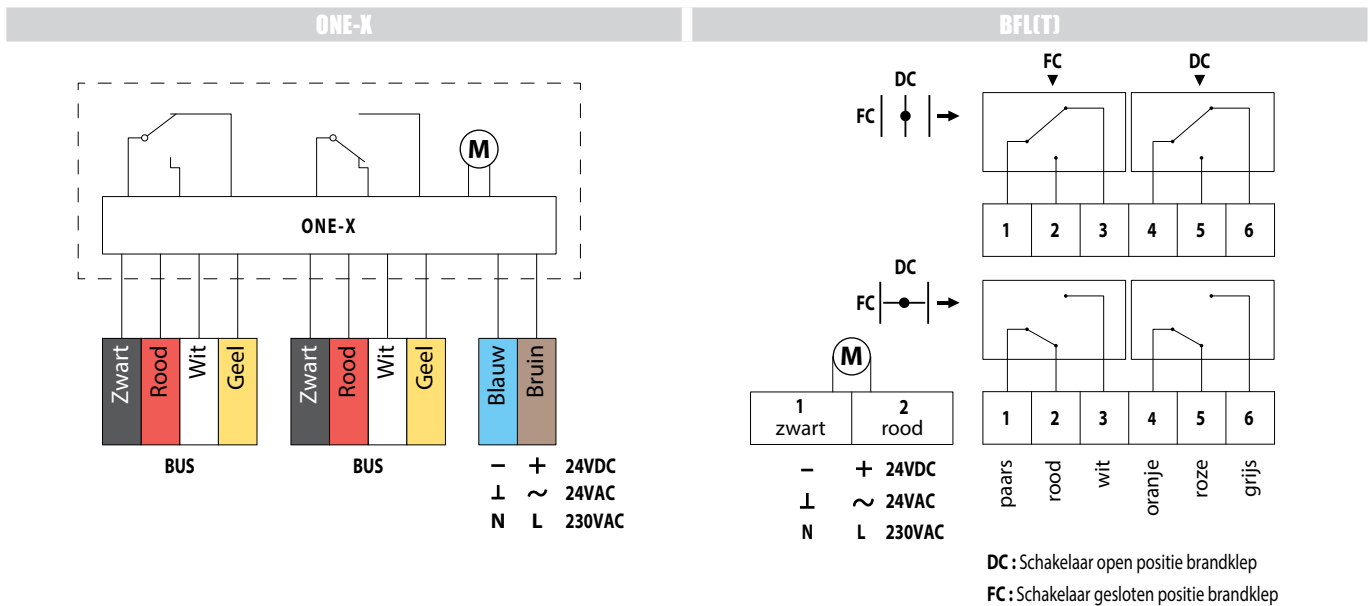 ONE-X
M
ONE-X
Zwart Rood Wit Geel
Zwart Rood Wit Geel
Blauw Bruin
BUS
BUS
– + 24VDC
⊥ ~ 24VAC
N L 230VAC
BFL(T)
FC DC
DC
FC
1 2 3 4 5 6
DC
FC
M
1 2
zwart rood
– + 24VDC
⊥ ~ 24VAC
N L 230VAC
1 2 3 4 5 6
paars rood wit oranje roze grijs
DC : Schakelaar open positie brandklep
FC : Schakelaar gesloten positie brandklep